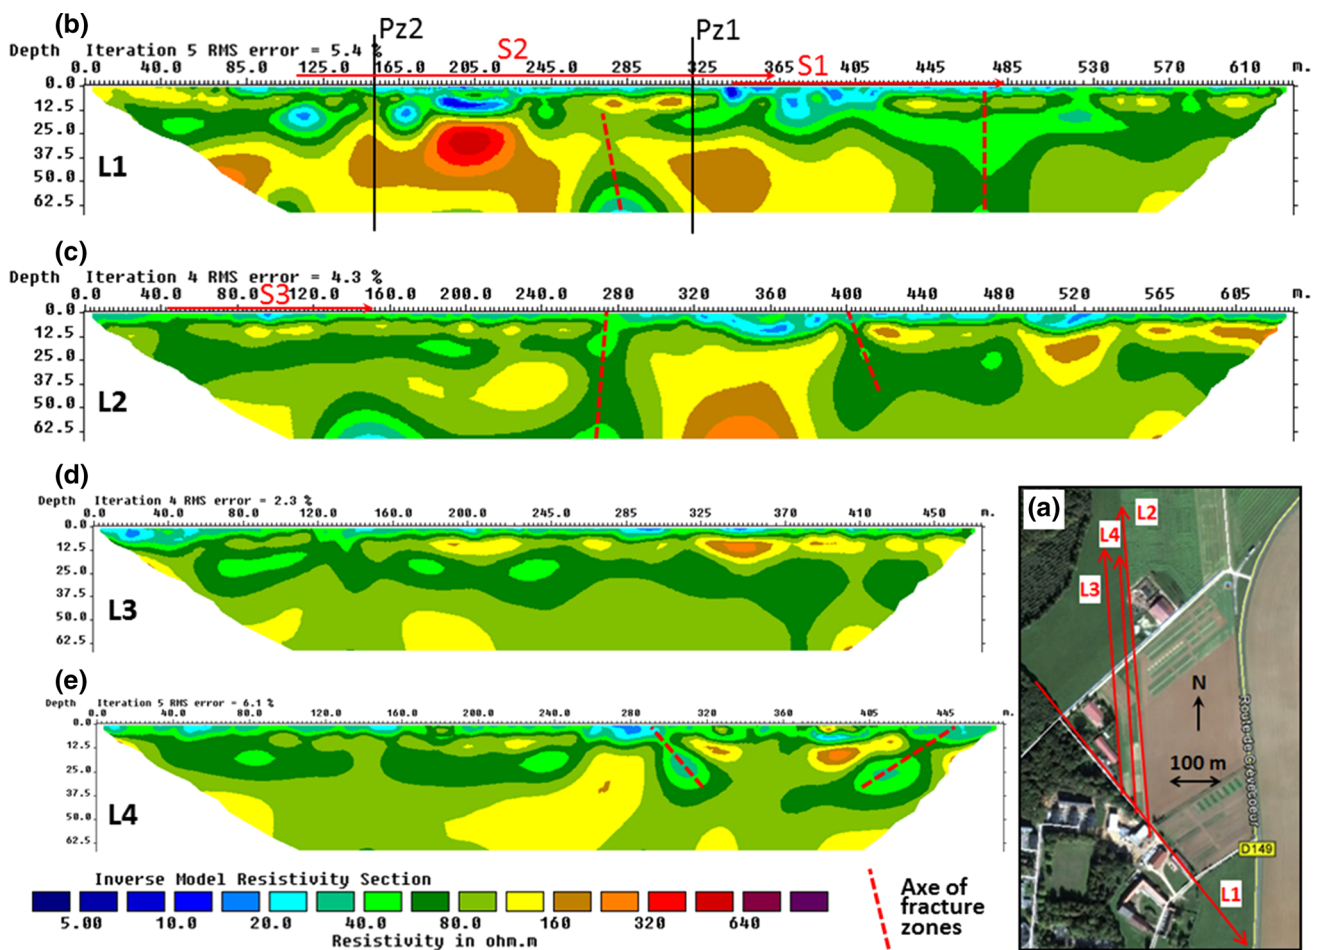 (b)
Pz2
Pz1
Depth Iteration 5 RMS error = 5.4 %
S2
S1
0.0 40.0 85.0 125.0 165.0 205.0 245.0 285 325 365 405 445 485 530 570 610 m.
0.0
12.5
25.0
37.5
50.0
62.5
L1
(c)
Depth Iteration 4 RMS error = 4.3 %
S3
0.0 40.0 80.0 120.0 160.0 200.0 240.0 280 320 360 400 440 480 520 565 605 m.
0.0
12.5
25.0
37.5
50.0
62.5
L2
(d)
Depth Iteration 4 RMS error = 2.3 %
0.0 40.0 80.0 120.0 160.0 200.0 245.0 285 325 370 410 450 m.
0.0
12.5
25.0
37.5
50.0
62.5
L3
(e)
Depth Iteration 5 RMS error = 6.1 %
0.0 40.0 80.0 120.0 160.0 200.0 240.0 280 320 360 405 445 m.
0.0
12.5
25.0
37.5
50.0
62.5
L4
Inverse Model Resistivity Section
5.00 10.0 20.0 40.0 80.0 160 320 640
Resistivity in ohm.m
Axe of
fracture
zones
(a)
L2
L4
L3
N
100 m
Route de Crèvecoeur
D149
L1